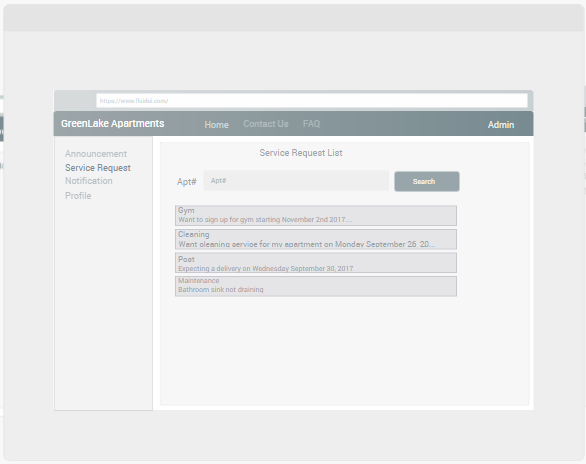 https://www.fluidui.com/
GreenLake Apartments Home Contact Us FAQ Admin
Announcement
Service Request
Notification
Profile
Service Request List
Apt# Apt# Search
Gym
Want to sign up for gym starting November 2nd 2017...
Cleaning
Want cleaning service for my apartment on Monday September 26, 20...
Post
Expecting a delivery on Wednesday September 30, 2017
Maintenance
Bathroom sink not draining